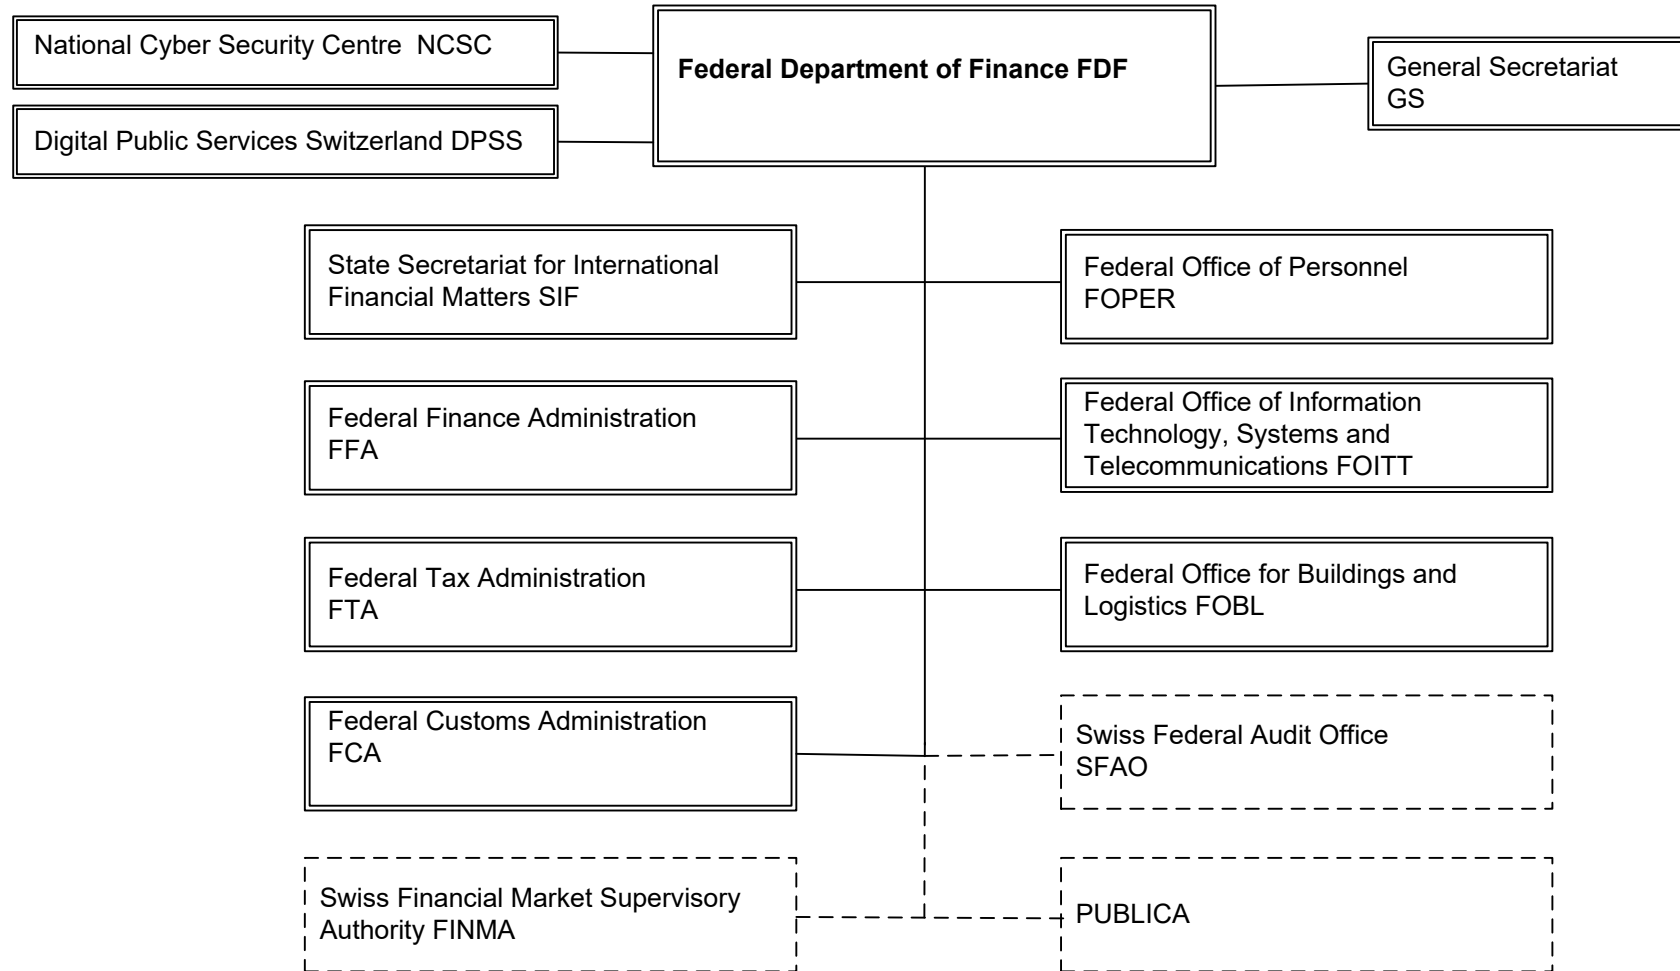 National Cyber Security Centre  NCSC
Federal Department of Finance FDF
General Secretariat
GS
Digital Public Services Switzerland DPSS
State Secretariat for International
Financial Matters SIF
Federal Office of Personnel
FOPER
Federal Finance Administration
FFA
Federal Office of Information
Technology, Systems and
Telecommunications FOITT
Federal Tax Administration
FTA
Federal Office for Buildings and
Logistics FOBL
Federal Customs Administration
FCA
Swiss Federal Audit Office
SFAO
Swiss Financial Market Supervisory
Authority FINMA
PUBLICA